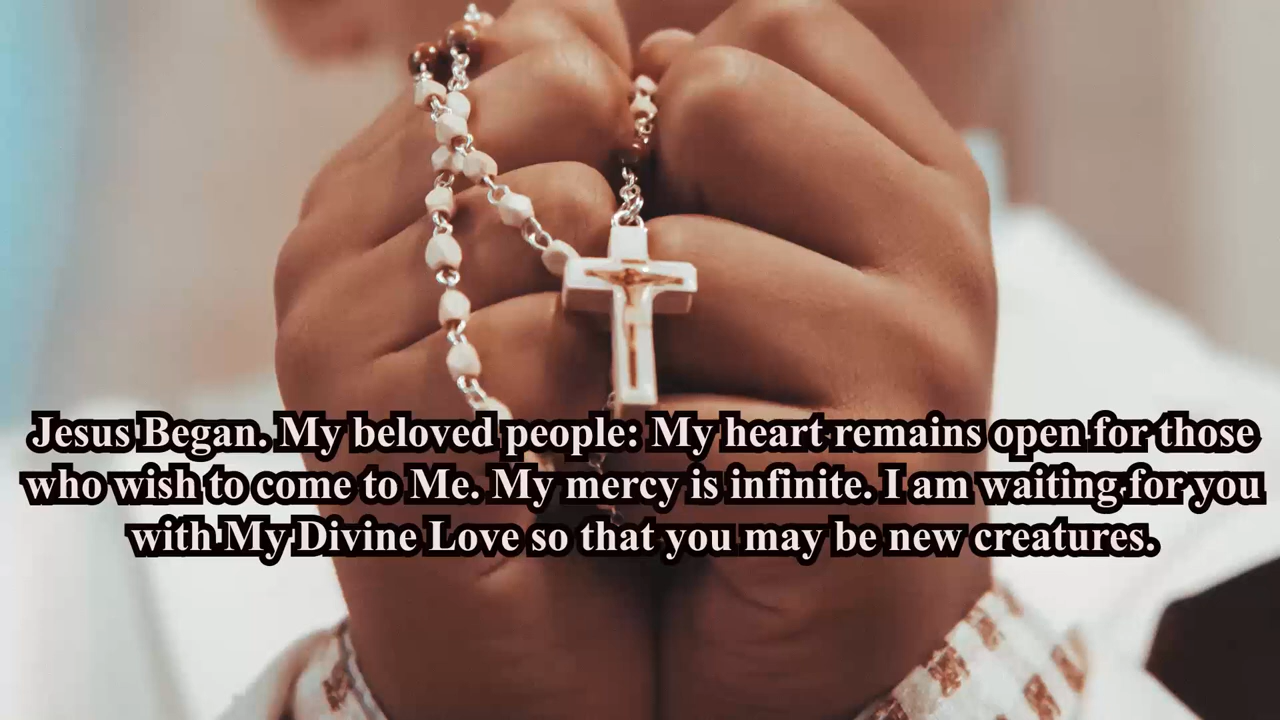 Jesus Began. My beloved people: My heart remains open for those
who wish to come to Me. My mercy is infinite. I am waiting for you
with My Divine Love so that you may be new creatures.